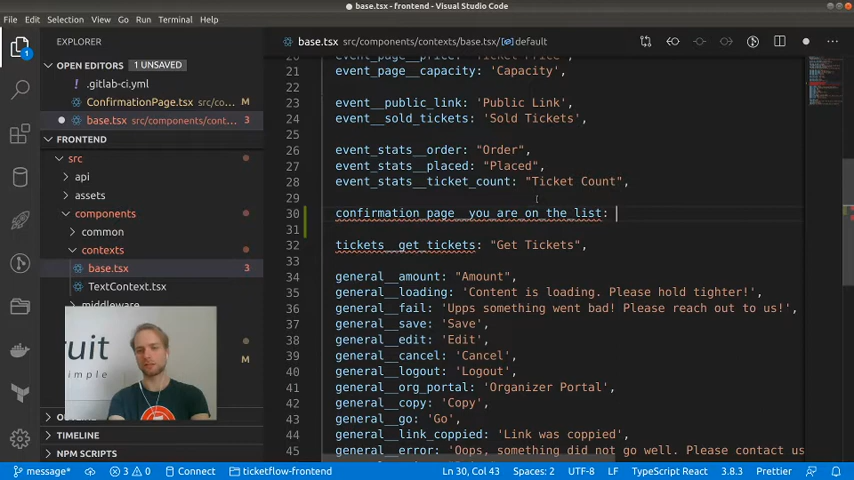 base.tsx - frontend - Visual Studio Code
File Edit Selection View Go Run Terminal Help
EXPLORER
OPEN EDITORS 1 UNSAVED
.gitlab-ci.yml
ConfirmationPage.tsx src/co... M
base.tsx src/components/cont... 3
FRONTEND
src
api
assets
components
common
contexts
base.tsx 3
TextContext.tsx
middleware
M
TIMELINE
NPM SCRIPTS
ruit
simple
base.tsx src/components/contexts/base.tsx/ default
21 event_page__capacity: 'Capacity',
22
23 event__public_link: 'Public Link',
24 event__sold_tickets: 'Sold Tickets',
25
26 event_stats__order: "Order",
27 event_stats__placed: "Placed",
28 event_stats__ticket_count: "Ticket Count",
29
30 confirmation_page__you_are_on_the_list:
31
32 tickets__get_tickets: "Get Tickets",
33
34 general__amount: "Amount",
35 general__loading: 'Content is loading. Please hold tighter!',
36 general__fail: 'Upps something went bad! Please reach out to us!',
37 general__save: 'Save',
38 general__edit: 'Edit',
39 general__cancel: 'Cancel',
40 general__logout: 'Logout',
41 general__org_portal: 'Organizer Portal',
42 general__copy: 'Copy',
43 general__go: 'Go',
44 general__link_coppied: 'Link was coppied',
45 general__error: 'Oops, something did not go well. Please contact us
message* 3 0 Connect ticketflow-frontend Ln 30, Col 43 Spaces: 2 UTF-8 LF TypeScript React 3.8.3 Prettier